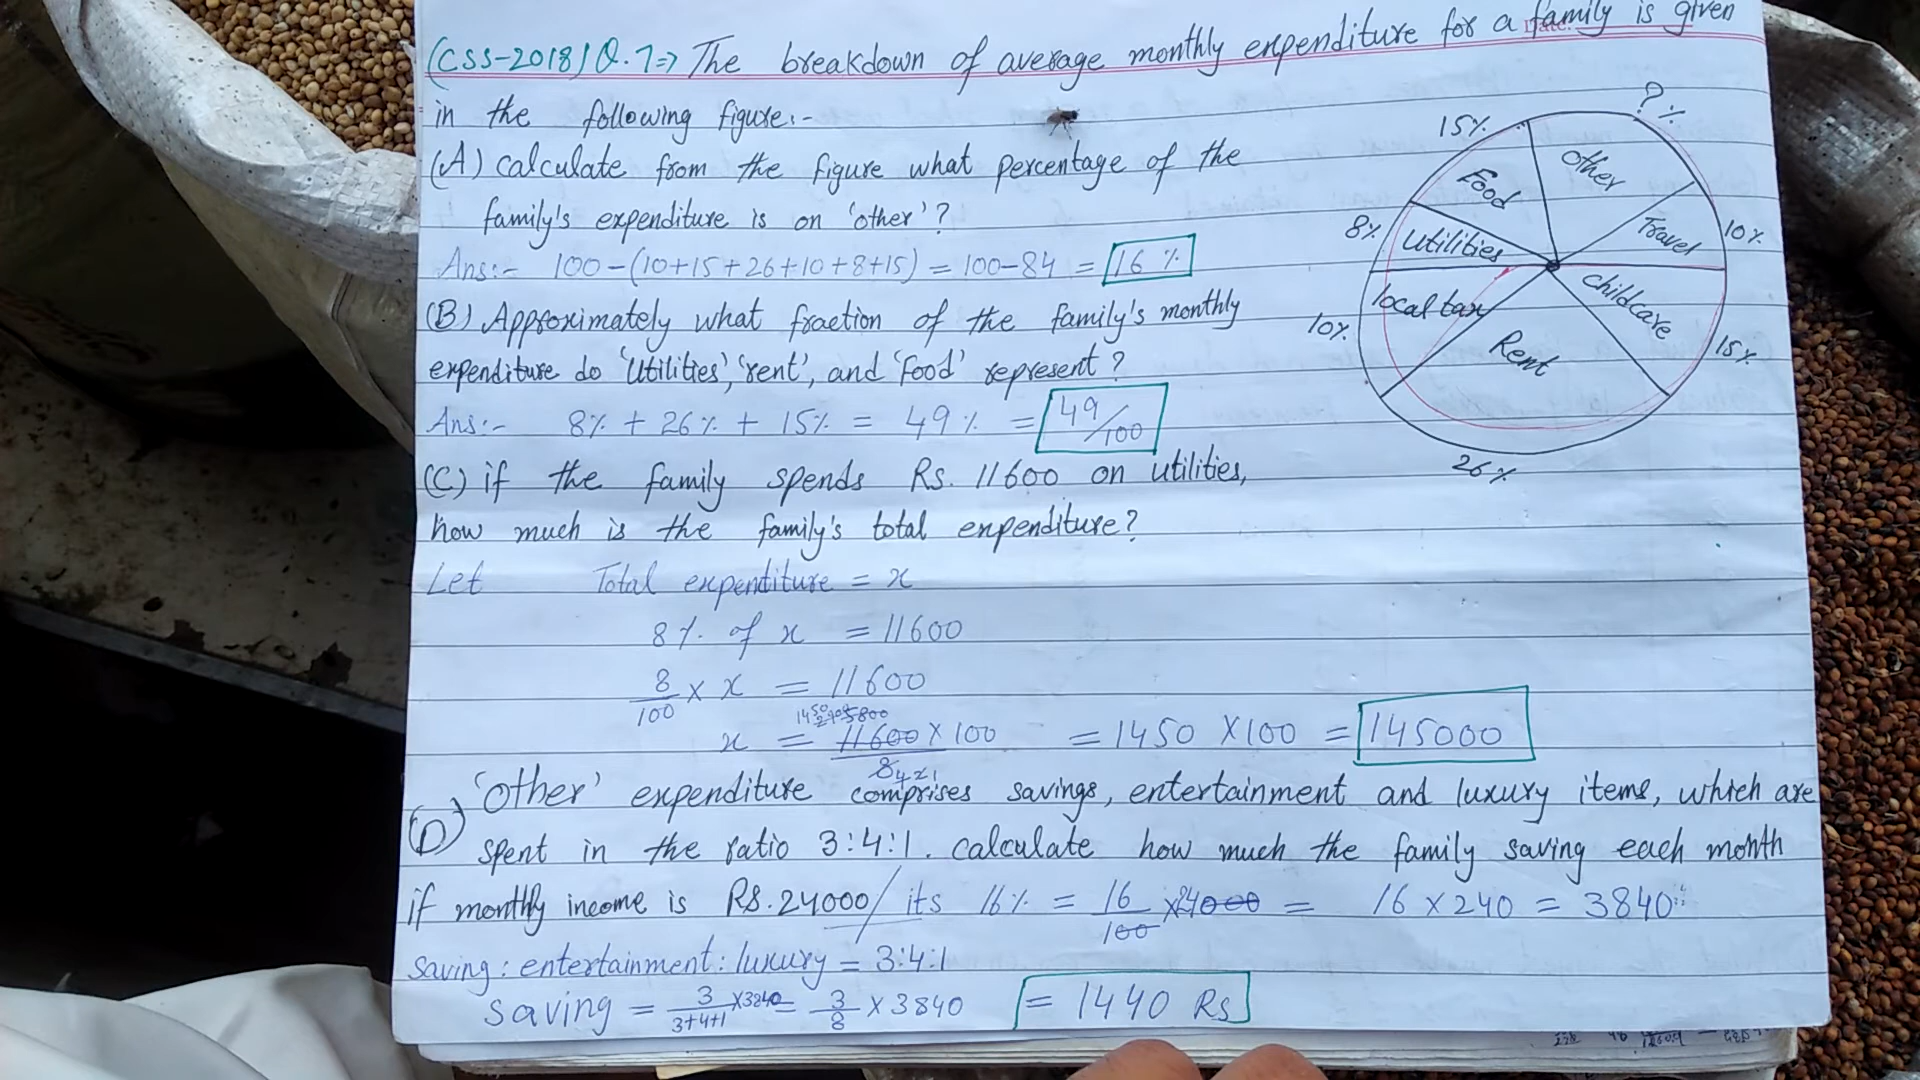 (CSS-2018) Q.7=> The breakdown of average monthly expenditure for a family is given
in the following figure:-
(A) calculate from the figure what percentage of the
family's expenditure is on 'other'?
Ans:- 100-(10+15+26+10+8+15) = 100-84 = 16 %
(B) Approximately what fraction of the family's monthly
expenditure do 'Utilities', 'rent', and 'Food' represent?
Ans:- 8% + 26% + 15% = 49% = 49/100
(C) if the family spends Rs. 11600 on utilities,
how much is the family's total expenditure?
Let Total expenditure = x
8% of x = 11600
8/100 × x = 11600
x = 11600 × 100 / 8 = 1450 × 100 = 145000
(D) 'Other' expenditure comprises savings, entertainment and luxury items, which are
spent in the ratio 3:4:1. calculate how much the family saving each month
if monthly income is RS.24000/ its 16% = 16/100 × 24000 = 16 × 240 = 3840
saving : entertainment : luxury = 3:4:1
saving = 3/3+4+1 × 3840 = 3/8 × 3840 = 1440 Rs
?%
15%
other
Food
Travel
10%
8%
Utilities
childcare
local tax
10%
Rent
15%
26%